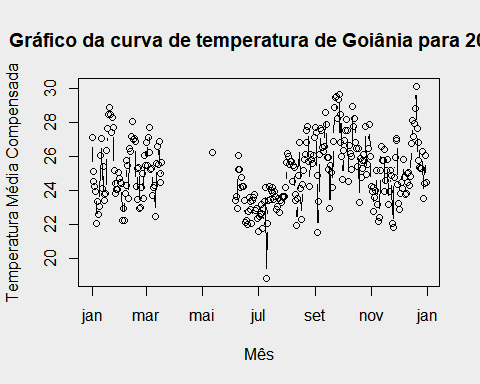 Gráfico da curva de temperatura de Goiânia para 20
Temperatura Média Compensada
30
28
26
24
22
20
jan mar mai jul set nov jan
Mês